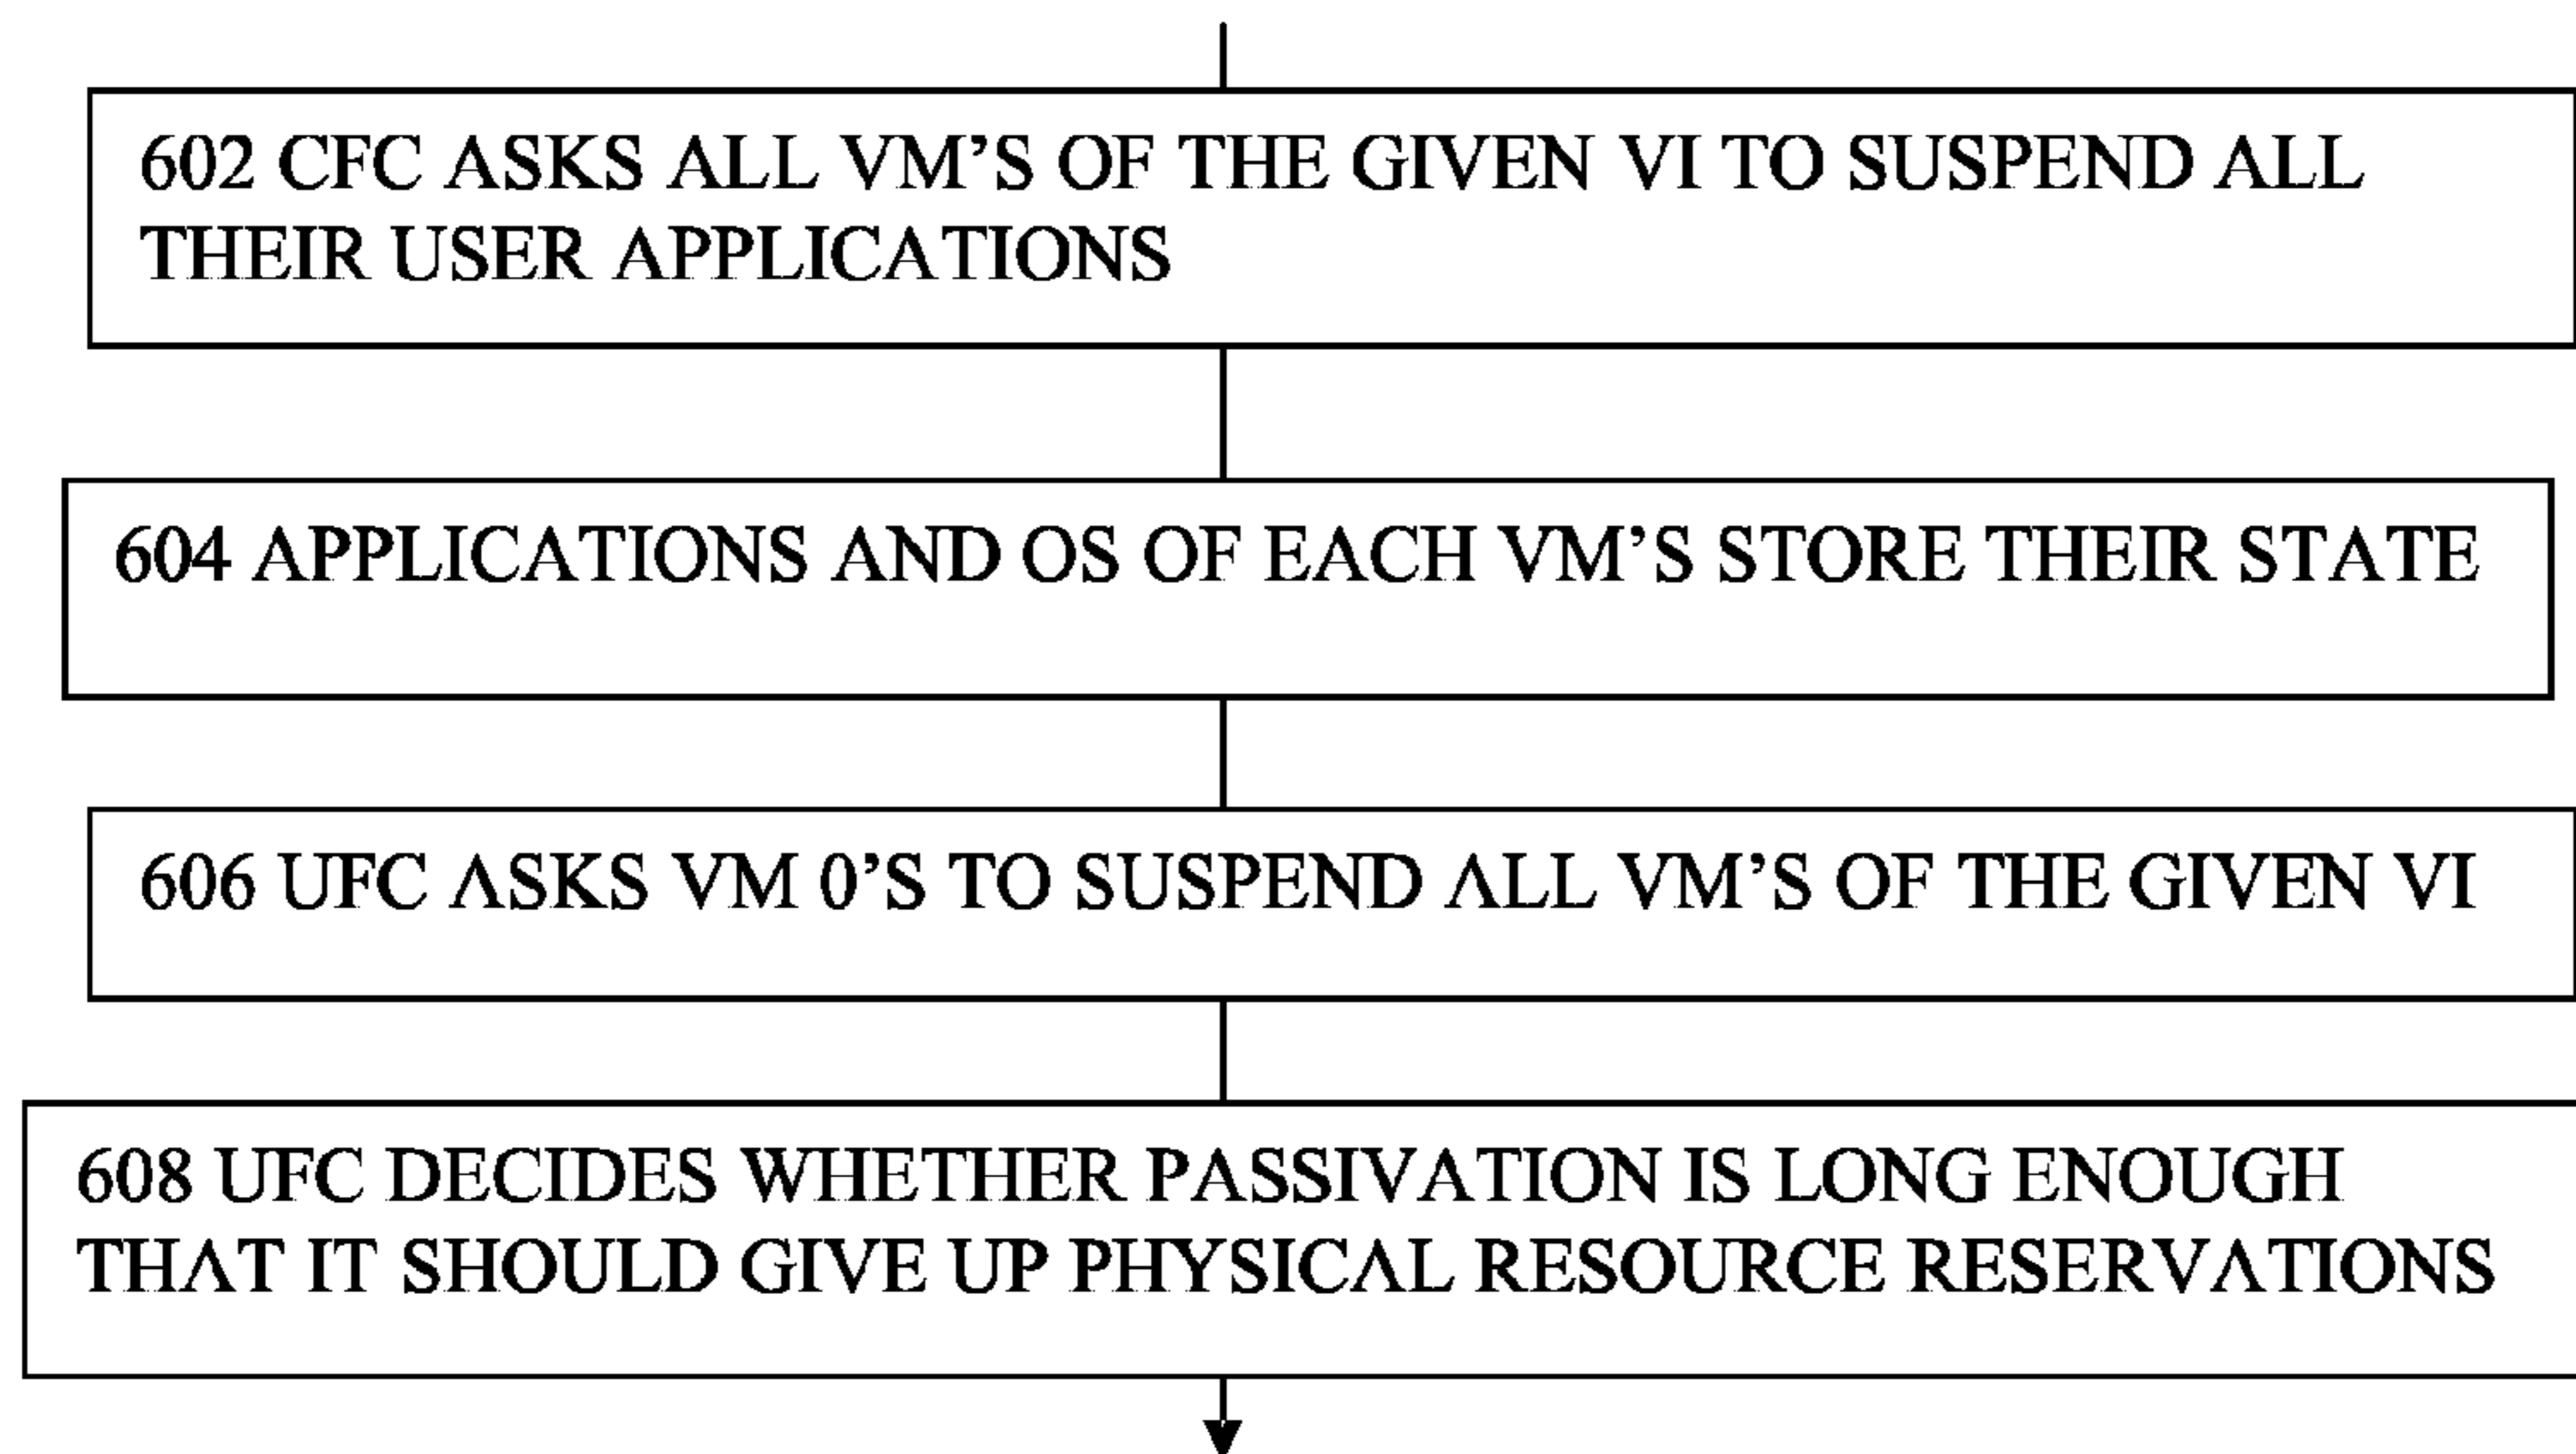 602 CFC ASKS ALL VM’S OF THE GIVEN VI TO SUSPEND ALL
THEIR USER APPLICATIONS
604 APPLICATIONS AND OS OF EACH VM’S STORE THEIR STATE
606 UFC ASKS VM 0’S TO SUSPEND ALL VM’S OF THE GIVEN VI
608 UFC DECIDES WHETHER PASSIVATION IS LONG ENOUGH
THAT IT SHOULD GIVE UP PHYSICAL RESOURCE RESERVATIONS